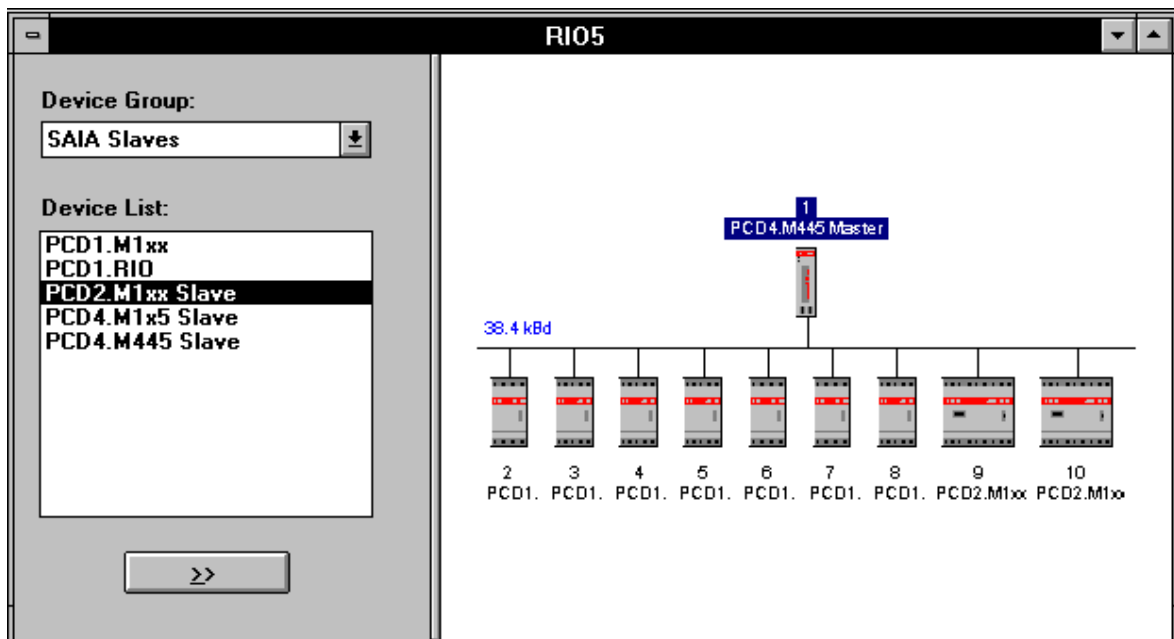 RIO5
Device Group:
SAIA Slaves
Device List:
PCD1.M1xx
PCD1.RIO
PCD2.M1xx Slave
PCD4.M1x5 Slave
PCD4.M445 Slave
>>
1
PCD4.M445 Master
38.4 kBd
2 3 4 5 6 7 8 9 10
PCD1. PCD1. PCD1. PCD1. PCD1. PCD1. PCD1. PCD2.M1xx PCD2.M1xx